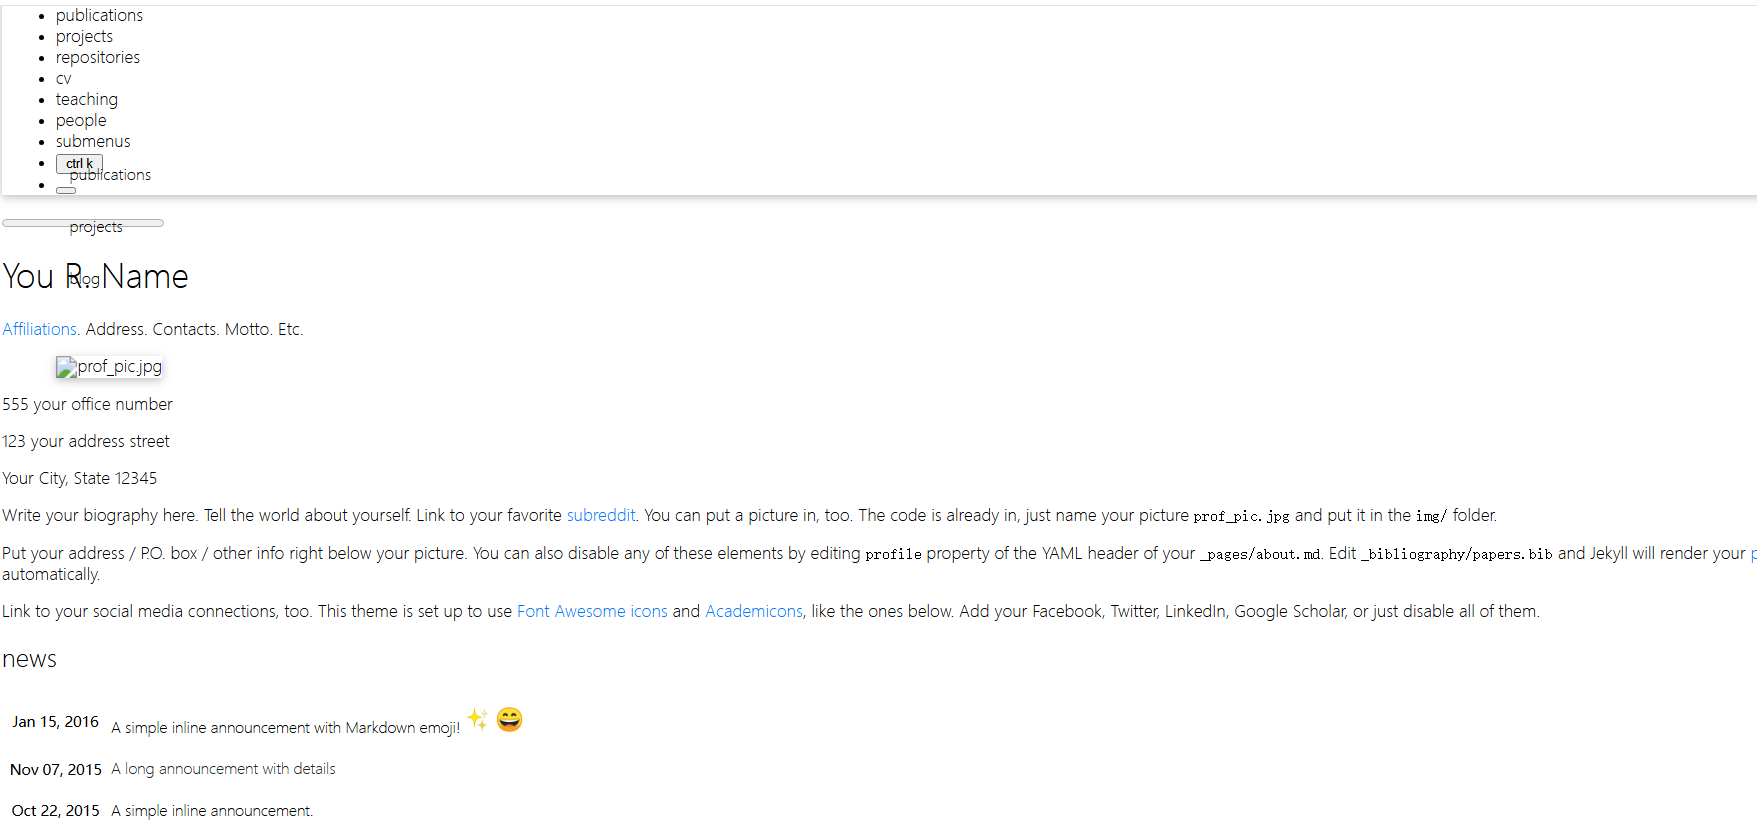 publications
projects
repositories
cv
teaching
people
submenus
ctrl k
publications
projects
blog
You R. Name
Affiliations. Address. Contacts. Motto. Etc.
prof_pic.jpg
555 your office number
123 your address street
Your City, State 12345
Write your biography here. Tell the world about yourself. Link to your favorite subreddit. You can put a picture in, too. The code is already in, just name your picture prof_pic.jpg and put it in the img/ folder.
Put your address / P.O. box / other info right below your picture. You can also disable any of these elements by editing profile property of the YAML header of your _pages/about.md. Edit _bibliography/papers.bib and Jekyll will render your
automatically.
Link to your social media connections, too. This theme is set up to use Font Awesome icons and Academicons, like the ones below. Add your Facebook, Twitter, LinkedIn, Google Scholar, or just disable all of them.
news
Jan 15, 2016 A simple inline announcement with Markdown emoji! ✨ 😄
Nov 07, 2015 A long announcement with details
Oct 22, 2015 A simple inline announcement.